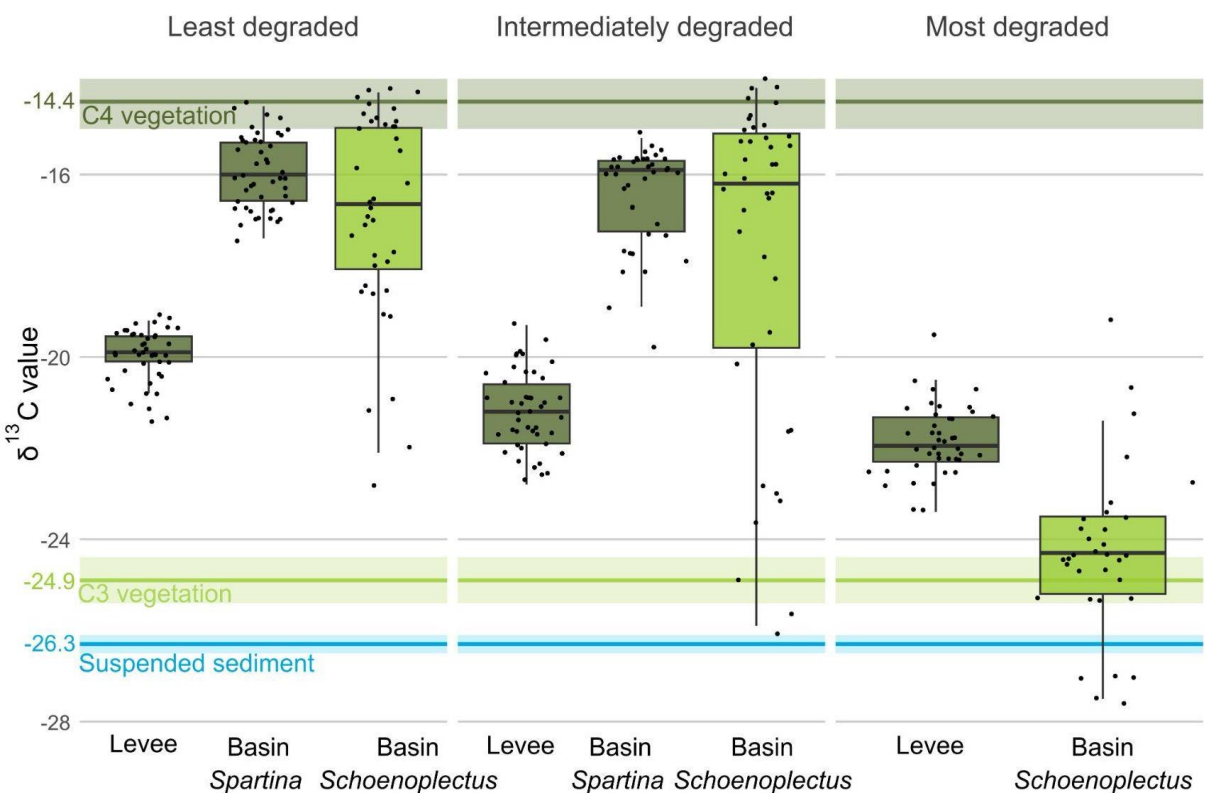 Least degraded
Intermediately degraded
Most degraded
δ¹³C value
-14.4
C4 vegetation
-16
-20
-24
-24.9
C3 vegetation
-26.3
Suspended sediment
-28
Levee
Basin
Spartina
Basin
Schoenoplectus
Levee
Basin
Spartina
Basin
Schoenoplectus
Levee
Basin
Schoenoplectus